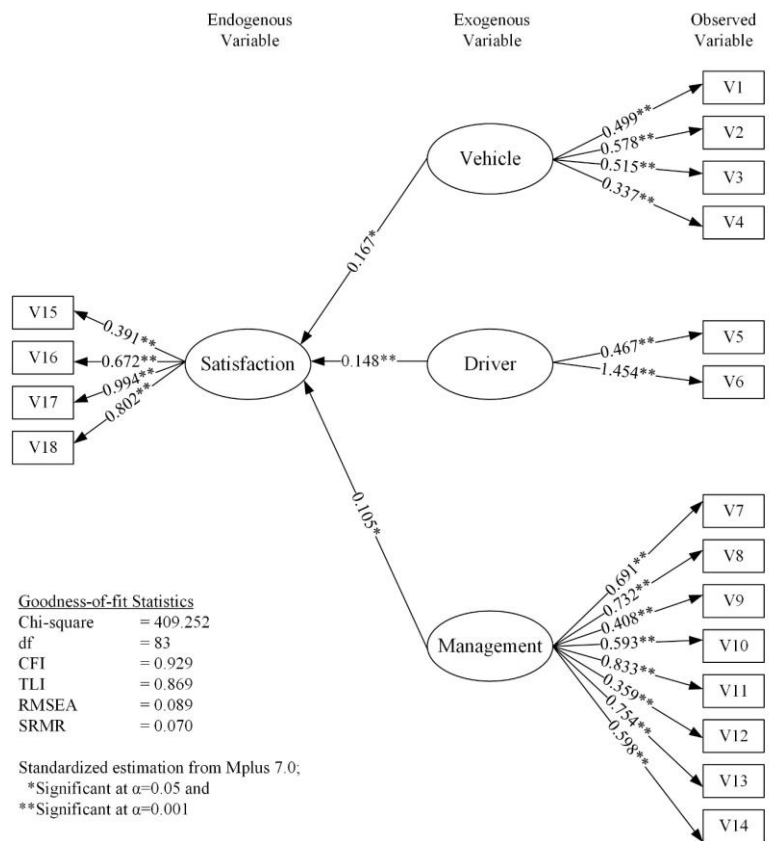 Endogenous
Variable
Exogenous
Variable
Observed
Variable
V1
V2
V3
V4
0.499**
0.578**
0.515**
0.337**
Vehicle
0.167*
V15
V16
V17
V18
0.391**
0.672**
0.994**
0.802**
Satisfaction
0.148**
Driver
0.467**
1.454**
V5
V6
0.105*
Management
0.691**
0.732**
0.408**
0.593**
0.833**
0.359**
0.754**
0.598**
V7
V8
V9
V10
V11
V12
V13
V14
Goodness-of-fit Statistics
Chi-square = 409.252
df = 83
CFI = 0.929
TLI = 0.869
RMSEA = 0.089
SRMR = 0.070
Standardized estimation from Mplus 7.0;
*Significant at α=0.05 and
**Significant at α=0.001